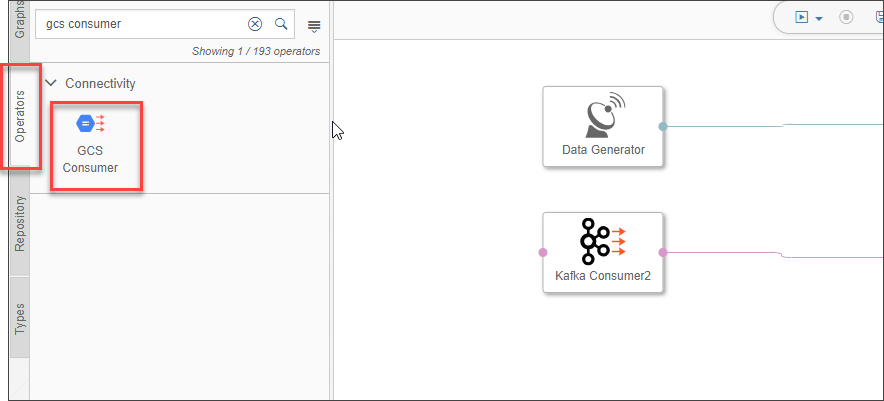 Graphs
Operators
Repository
Types
gcs consumer
Showing 1 / 193 operators
Connectivity
GCS
Consumer
Data Generator
Kafka Consumer2